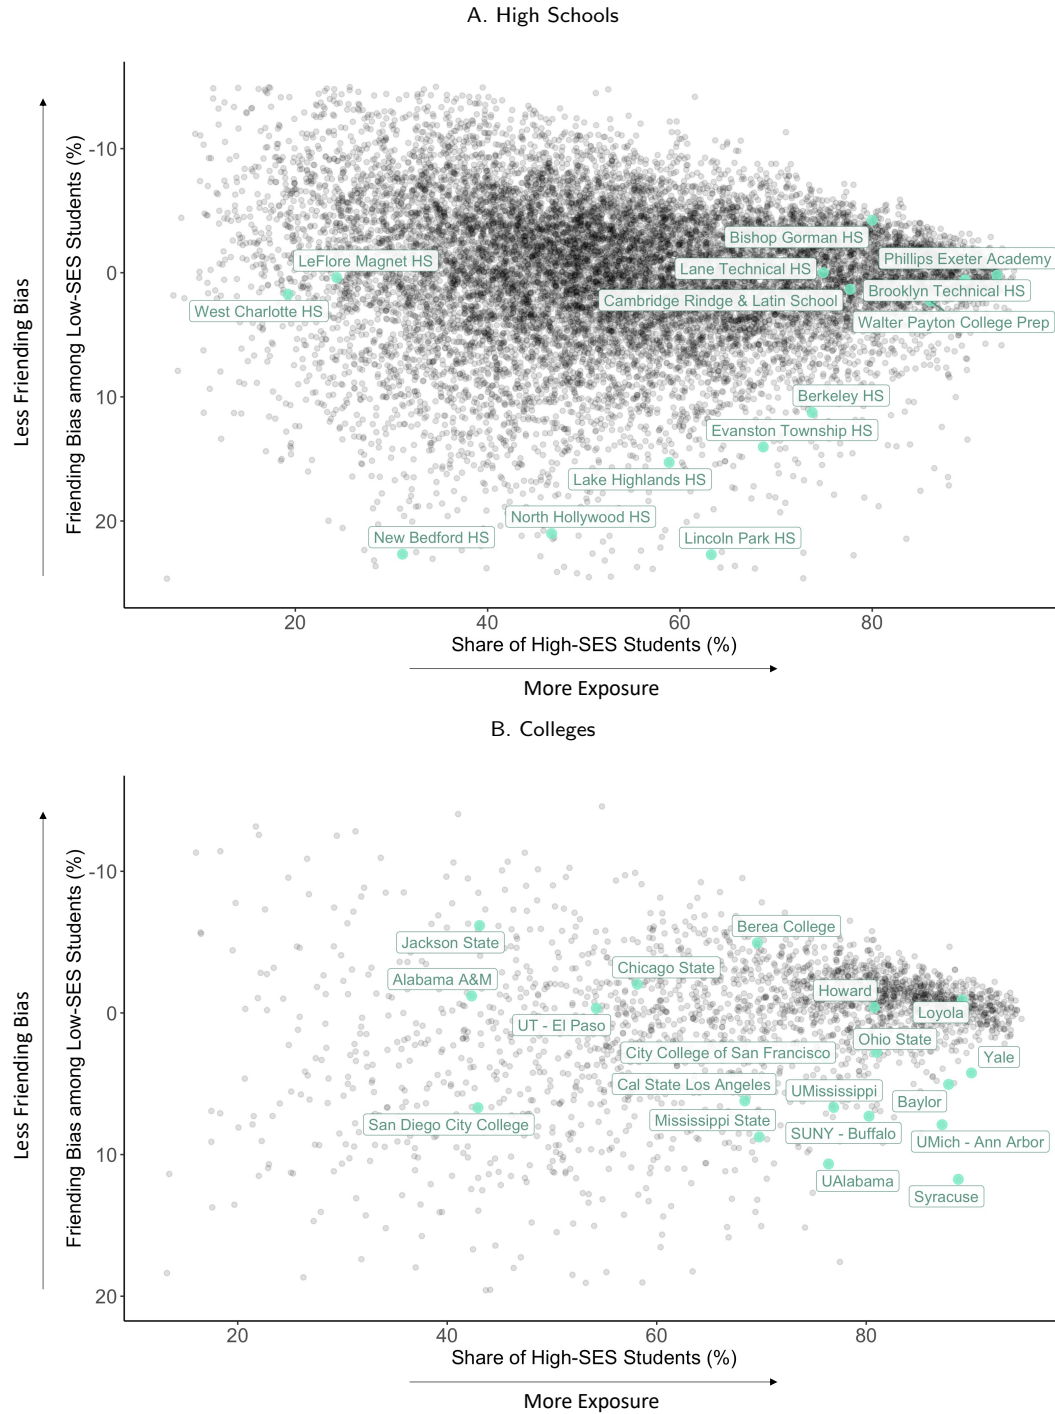 A. High Schools
Less Friending Bias
Friending Bias among Low-SES Students (%)
-10
0
10
20
Bishop Gorman HS
LeFlore Magnet HS
Lane Technical HS
Phillips Exeter Academy
West Charlotte HS
Cambridge Rindge & Latin School
Brooklyn Technical HS
Walter Payton College Prep
Berkeley HS
Evanston Township HS
Lake Highlands HS
North Hollywood HS
New Bedford HS
Lincoln Park HS
20
40
60
80
Share of High-SES Students (%)
More Exposure
B. Colleges
Less Friending Bias
Friending Bias among Low-SES Students (%)
-10
0
10
20
Berea College
Jackson State
Chicago State
Alabama A&M
Howard
Loyola
UT - El Paso
Ohio State
City College of San Francisco
Yale
Cal State Los Angeles
UMississippi
Baylor
Mississippi State
San Diego City College
SUNY - Buffalo
UMich - Ann Arbor
UAlabama
Syracuse
20
40
60
80
Share of High-SES Students (%)
More Exposure